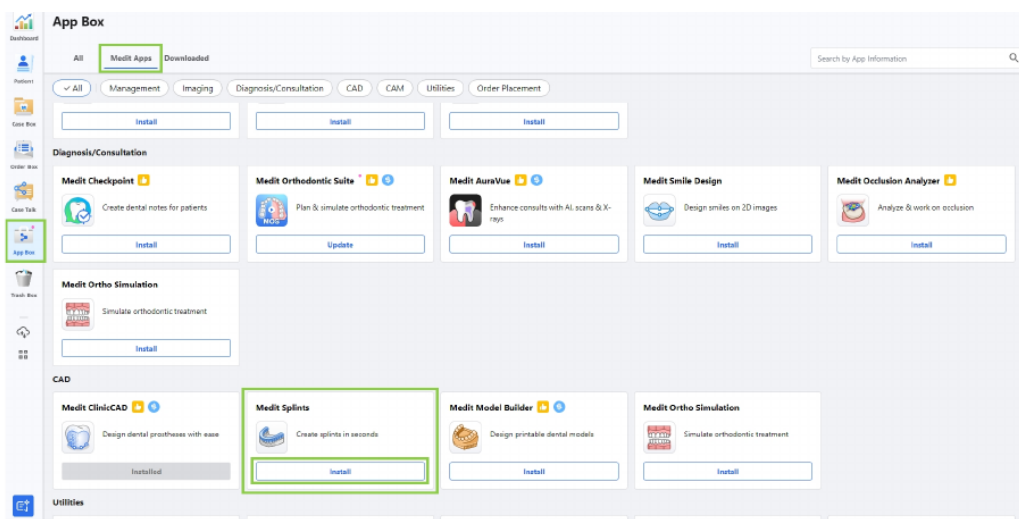 App Box
Dashboard
All
Medit Apps
Downloaded
Search by App Information
Patient
All
Management
Imaging
Diagnosis/Consultation
CAD
CAM
Utilities
Order Placement
Case Box
Install
Install
Install
Order Box
Diagnosis/Consultation
Medit Checkpoint
Create dental notes for patients
Install
Medit Orthodontic Suite
NOG
Plan & simulate orthodontic treatment
Update
Medit AuraVue
Enhance consults with AI, scans & X-
rays
Install
Medit Smile Design
Design smiles on 2D images
Install
Medit Occlusion Analyzer
Analyze & work on occlusion
Install
Case Talk
App Box
Trash Box
Medit Ortho Simulation
Simulate orthodontic treatment
Install
CAD
Medit ClinicCAD
Design dental prostheses with ease
Installed
Medit Splints
Create splints in seconds
Install
Medit Model Builder
Design printable dental models
Install
Medit Ortho Simulation
Simulate orthodontic treatment
Install
Utilities